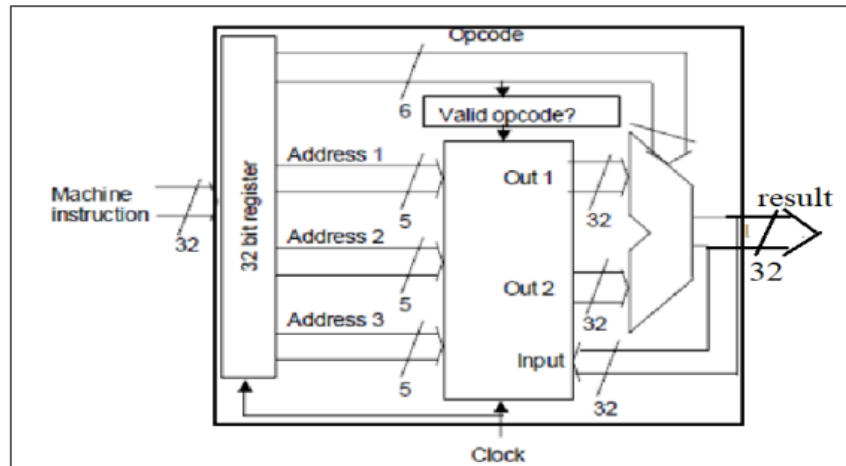 Opcode
6
Valid opcode?
Machine
instruction
32
32 bit register
Address 1
5
Address 2
5
Address 3
5
Out 1
32
Out 2
32
Input
32
result
32
Clock